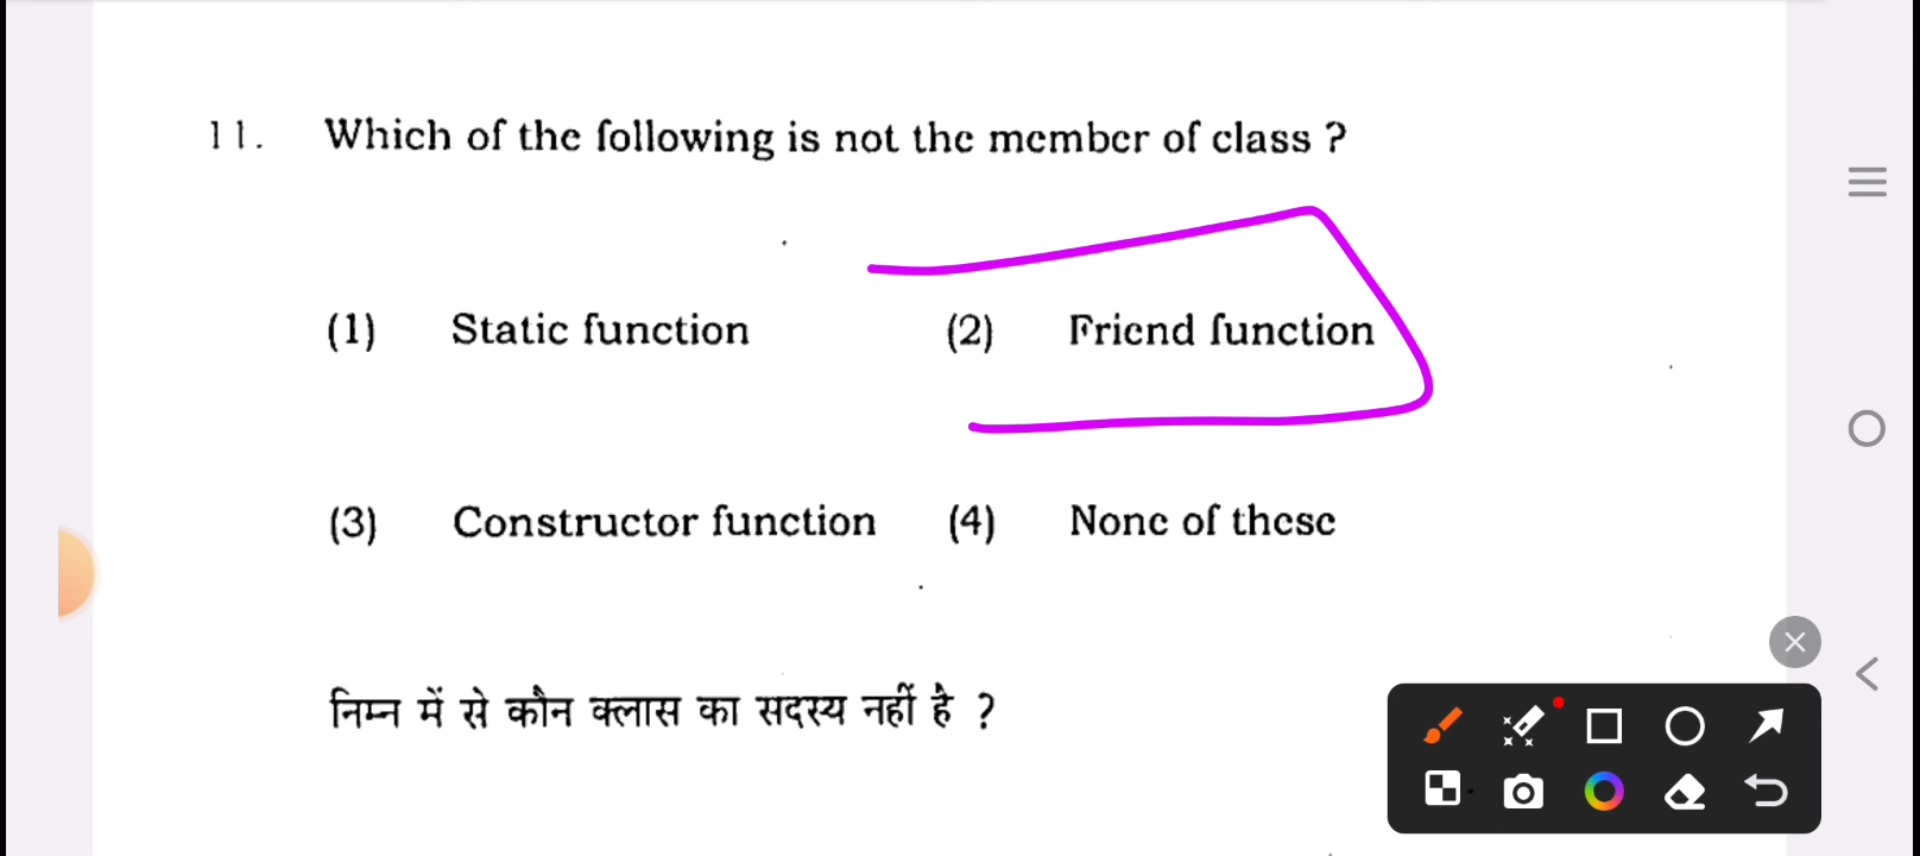 11. Which of the following is not the member of class ?
(1) Static function (2) Friend function
(3) Constructor function (4) None of these
निम्न में से कौन क्लास का सदस्य नहीं है ?